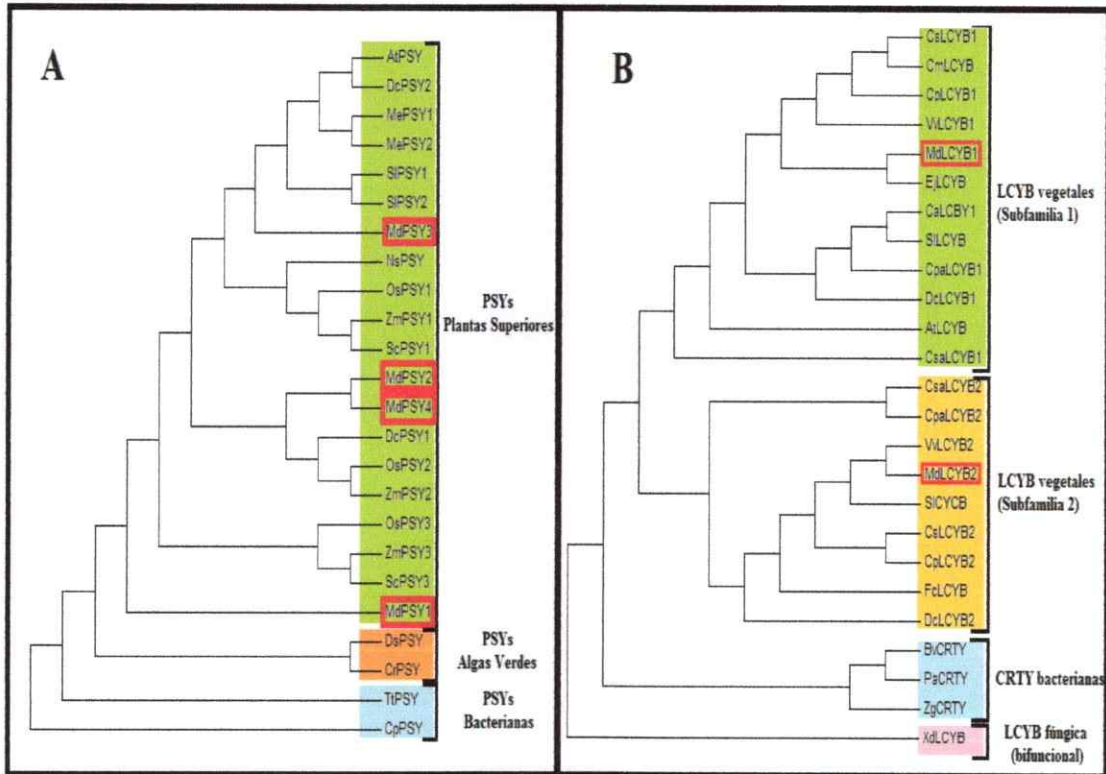 A
AtPSY
DcPSY2
MePSY1
MePSY2
SlPSY1
SlPSY2
MdPSY3
NsPSY
OsPSY1
ZmPSY1
ScPSY1
MdPSY2
MdPSY4
DcPSY1
OsPSY2
ZmPSY2
OsPSY3
ZmPSY3
ScPSY3
MdPSY1
DsPSY
CrPSY
TtPSY
CpPSY
PSYs
Plantas Superiores
PSYs
Algas Verdes
PSYs
Bacterianas
B
CsLCYB1
CmLCYB
CpLCYB1
VvLCYB1
MdLCYB1
EjLCYB
CaLCBY1
SlLCYB
CpaLCYB1
DcLCYB1
AtLCYB
CsaLCYB1
CsaLCYB2
CpaLCYB2
VvLCYB2
MdLCYB2
SlCYCB
CsLCYB2
CpLCYB2
FcLCYB
DcLCYB2
BvCRTY
PaCRTY
ZgCRTY
XdLCYB
LCYB vegetales
(Subfamilia 1)
LCYB vegetales
(Subfamilia 2)
CRTY bacterianas
LCYB fúngica
(bifuncional)